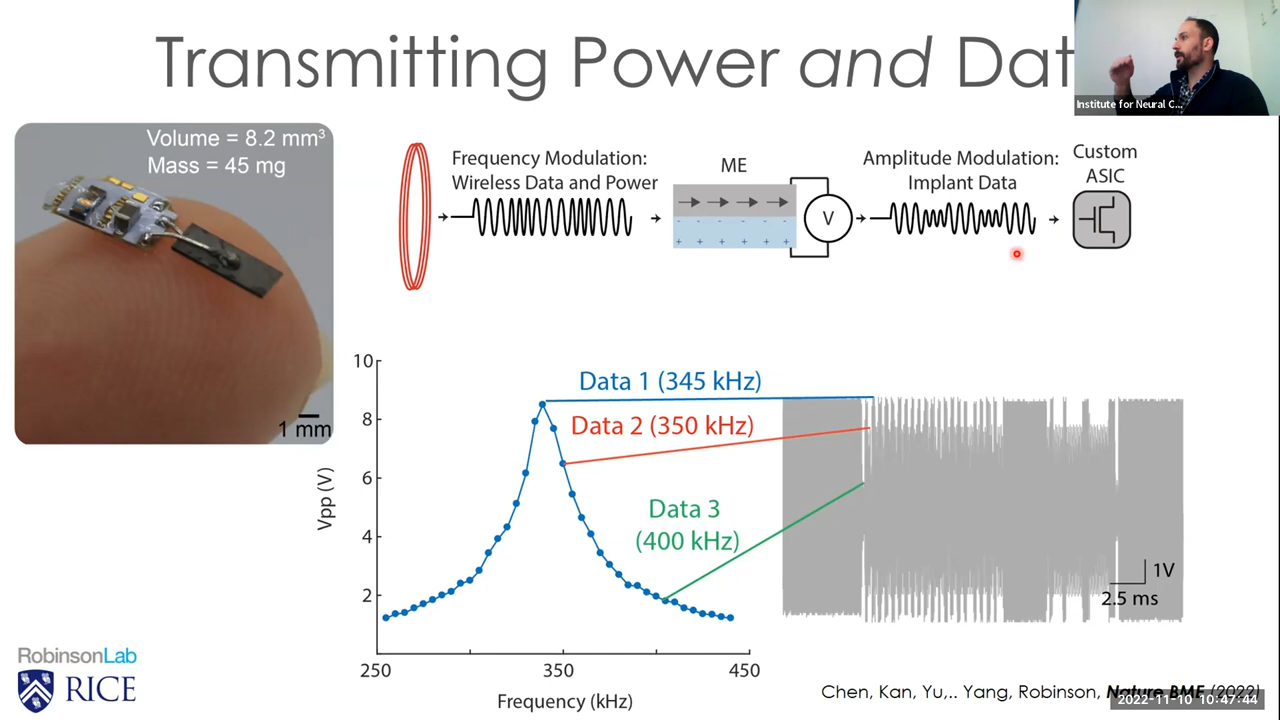 Transmitting Power and Dat
Institute for Neural C...
Volume = 8.2 mm³
Mass = 45 mg
1 mm
Frequency Modulation:
Wireless Data and Power
ME
- - - - - -
+ + + + + +
V
Amplitude Modulation:
Implant Data
Custom
ASIC
10
8
6
4
2
Vpp (V)
250
350
450
Frequency (kHz)
Data 1 (345 kHz)
Data 2 (350 kHz)
Data 3
(400 kHz)
1V
2.5 ms
RobinsonLab
RICE
Chen, Kan, Yu,.. Yang, Robinson, Nature BME (2022)
2022-11-10 10:47:44